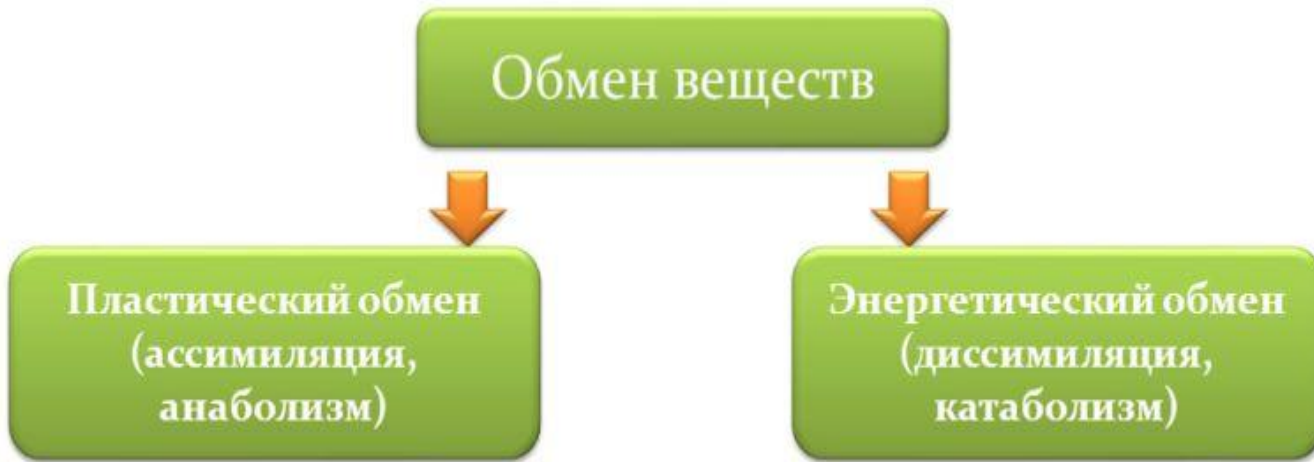 Обмен веществ
Пластический обмен
(ассимиляция,
анаболизм)
Энергетический обмен
(диссимиляция,
катаболизм)